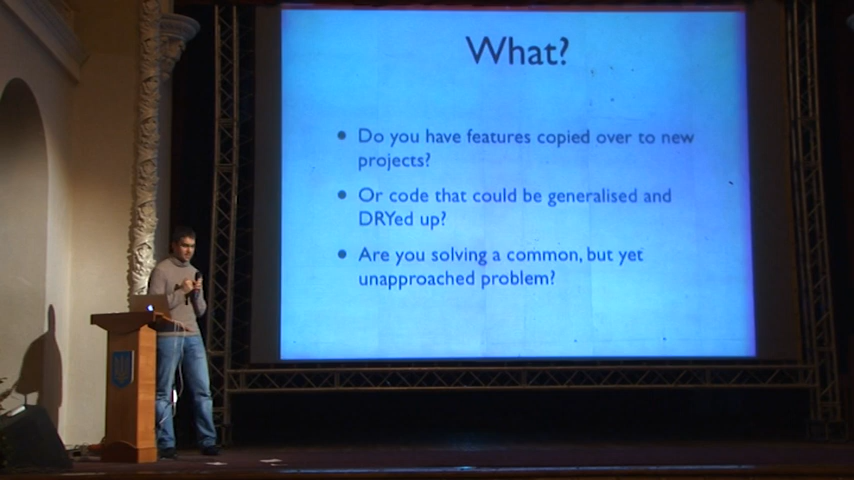 What?
• Do you have features copied over to new
projects?
• Or code that could be generalised and
DRYed up?
• Are you solving a common, but yet
unapproached problem?